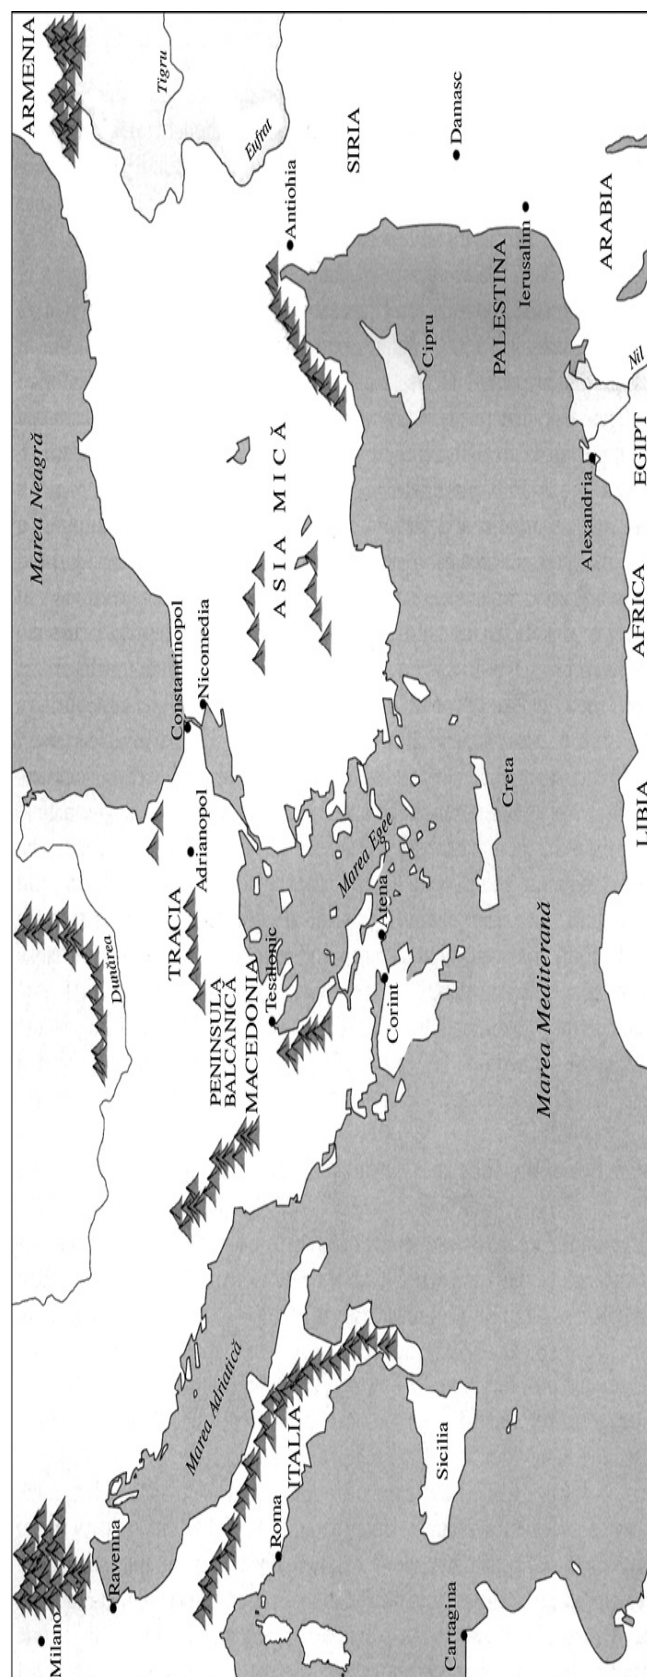 Milano
Ravenna
Roma
ITALIA
Marea Adriatică
Sicilia
Cartagina
Dunărea
PENINSULA
BALCANICA
MACEDONIA
TRACIA
Tesalonic
Adrianopol
Constantinopol
Nicomedia
Corint
Atena
Marea Egee
Creta
Marea Mediterană
LIBIA
AFRICA
Marea Neagră
ASIA MICĂ
ARMENIA
Tigru
Eufrat
Antiohia
SIRIA
Damasc
Cipru
PALESTINA
Ierusalim
ARABIA
Alexandria
EGIPT
Nil